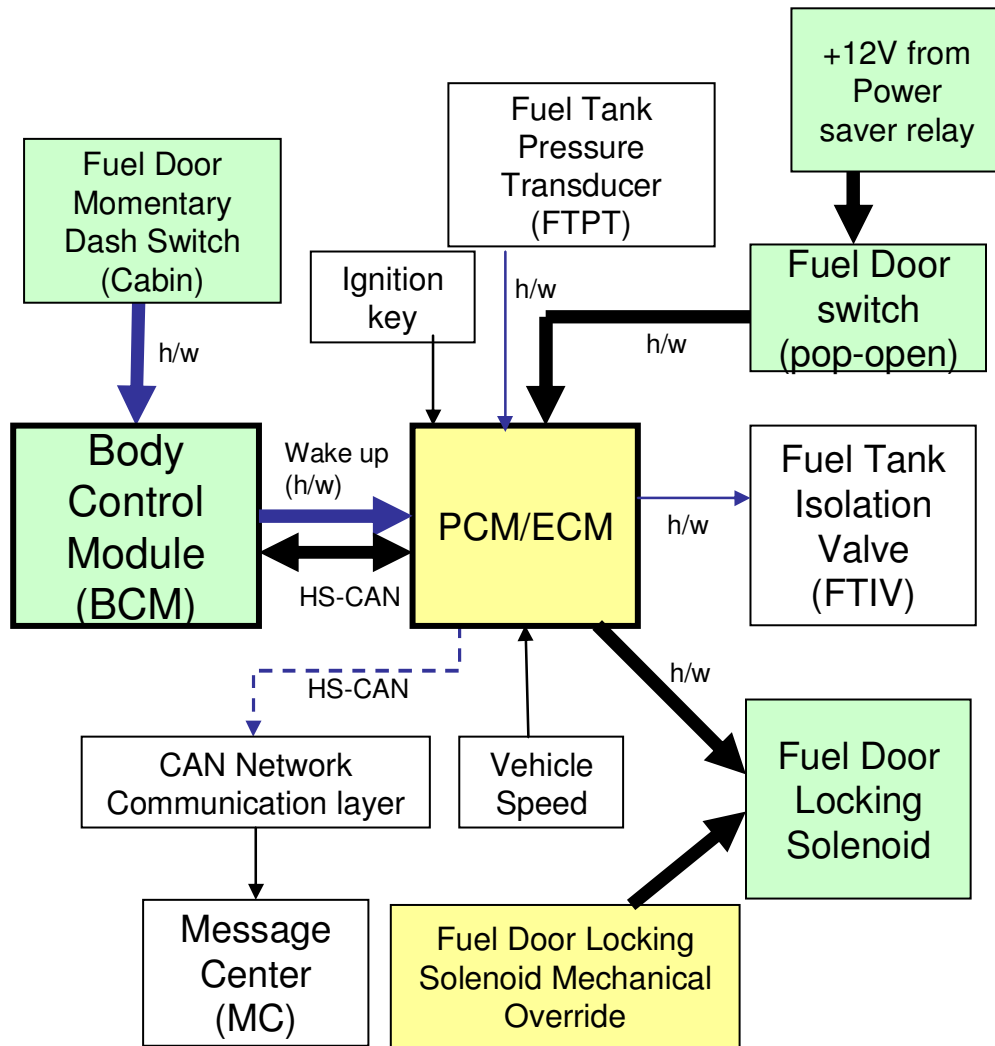 +12V from
Power
saver relay
Fuel Tank
Pressure
Transducer
(FTPT)
Fuel Door
Momentary
Dash Switch
(Cabin)
Ignition
key
h/w
Fuel Door
switch
(pop-open)
h/w
h/w
Body
Control
Module
(BCM)
Wake up
(h/w)
HS-CAN
PCM/ECM
h/w
Fuel Tank
Isolation
Valve
(FTIV)
HS-CAN
h/w
CAN Network
Communication layer
Vehicle
Speed
Fuel Door
Locking
Solenoid
Message
Center
(MC)
Fuel Door Locking
Solenoid Mechanical
Override